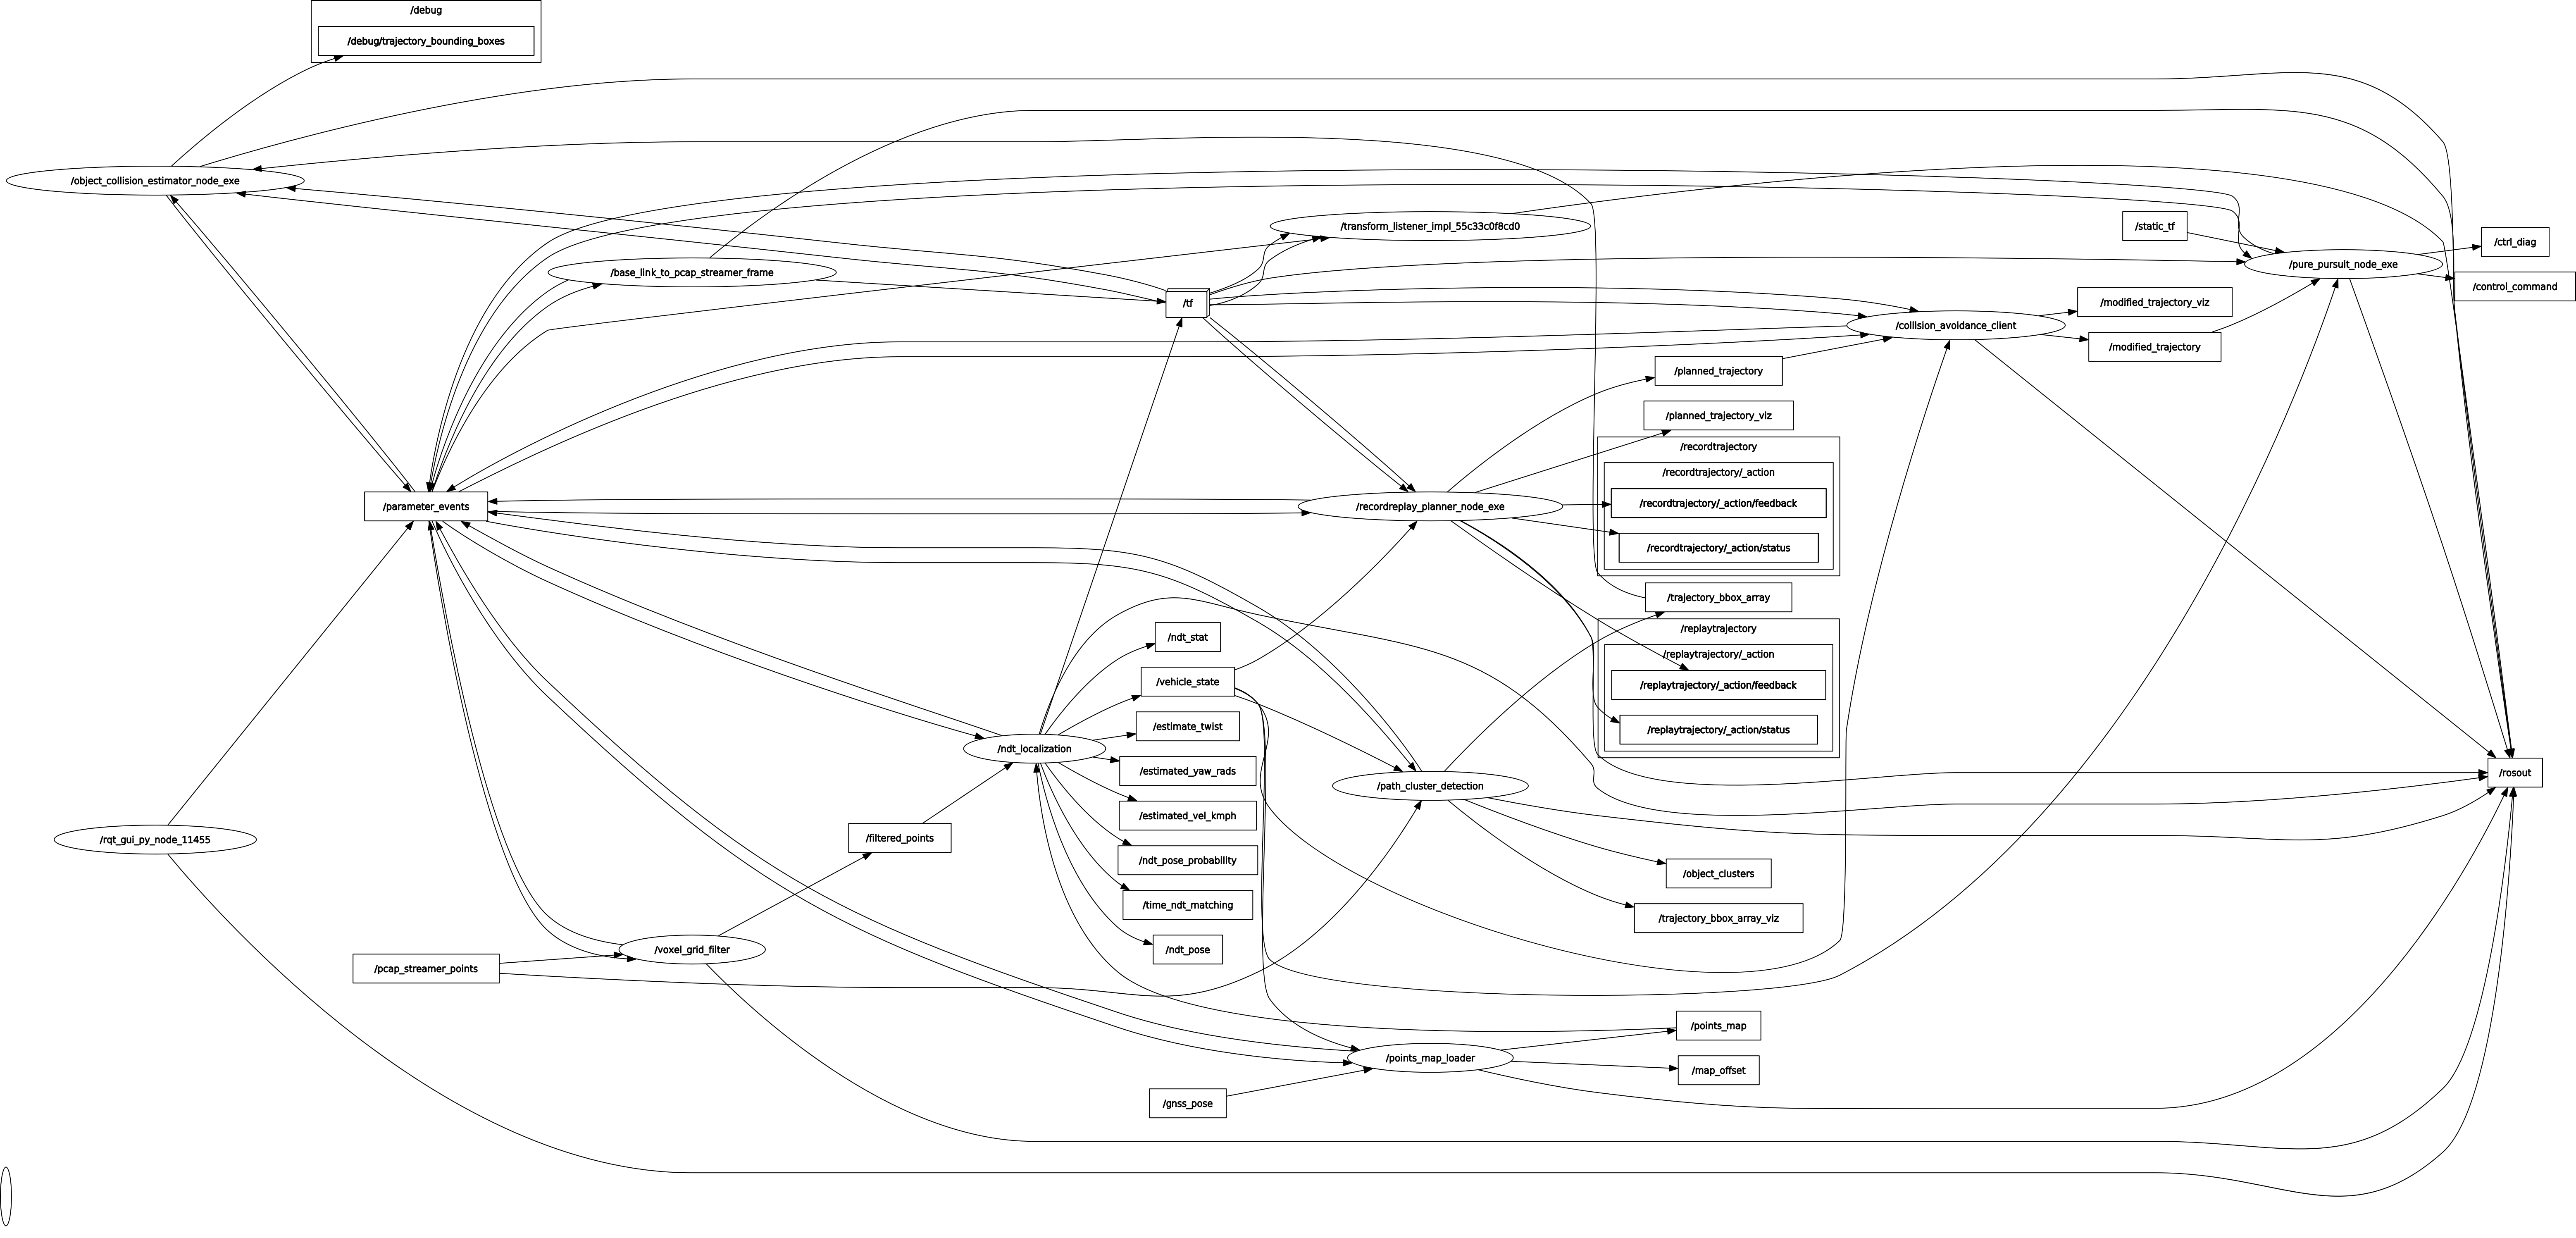 /debug
/debug/trajectory_bounding_boxes
/object_collision_estimator_node_exe
/transform_listener_impl_55c33c0f8cd0
/static_tf
/ctrl_diag
/base_link_to_pcap_streamer_frame
/pure_pursuit_node_exe
/control_command
/tf
/modified_trajectory_viz
/collision_avoidance_client
/modified_trajectory
/planned_trajectory
/planned_trajectory_viz
/recordtrajectory
/recordtrajectory/_action
/recordtrajectory/_action/feedback
/parameter_events
/recordreplay_planner_node_exe
/recordtrajectory/_action/status
/trajectory_bbox_array
/replaytrajectory
/ndt_stat
/replaytrajectory/_action
/vehicle_state
/replaytrajectory/_action/feedback
/estimate_twist
/replaytrajectory/_action/status
/ndt_localization
/estimated_yaw_rads
/rosout
/path_cluster_detection
/estimated_vel_kmph
/rqt_gui_py_node_11455
/filtered_points
/ndt_pose_probability
/object_clusters
/time_ndt_matching
/trajectory_bbox_array_viz
/voxel_grid_filter
/ndt_pose
/pcap_streamer_points
/points_map
/points_map_loader
/map_offset
/gnss_pose